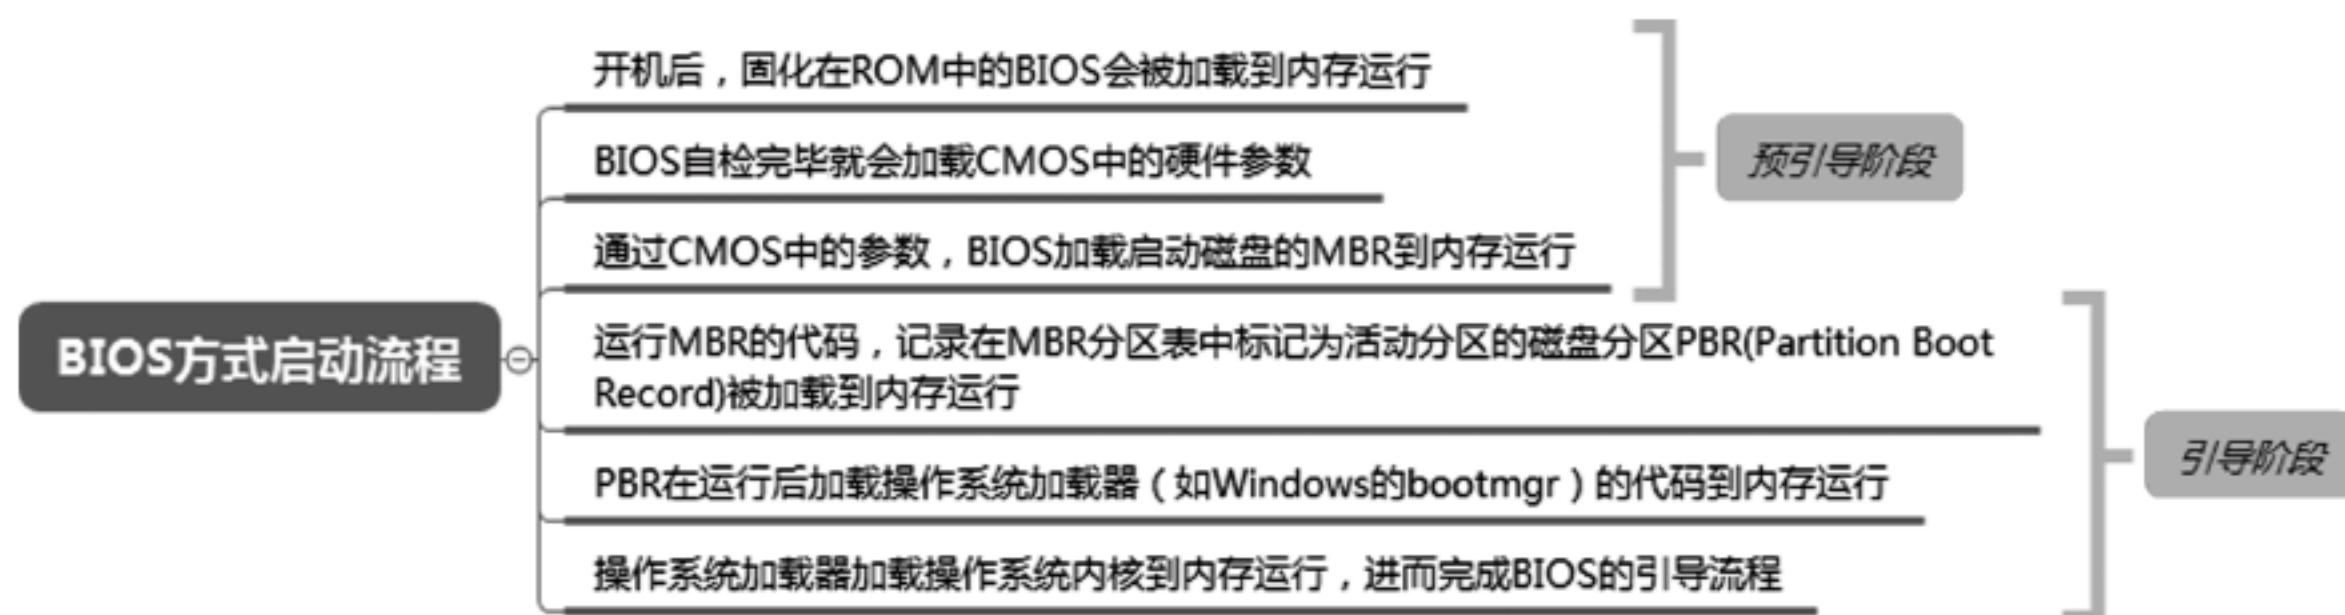 开机后，固化在ROM中的BIOS会被加载到内存运行
BIOS自检完毕就会加载CMOS中的硬件参数
预引导阶段
通过CMOS中的参数，BIOS加载启动磁盘的MBR到内存运行
BIOS方式启动流程
运行MBR的代码，记录在MBR分区表中标记为活动分区的磁盘分区PBR(Partition Boot
Record)被加载到内存运行
PBR在运行后加载操作系统加载器（如Windows的bootmgr）的代码到内存运行
引导阶段
操作系统加载器加载操作系统内核到内存运行，进而完成BIOS的引导流程